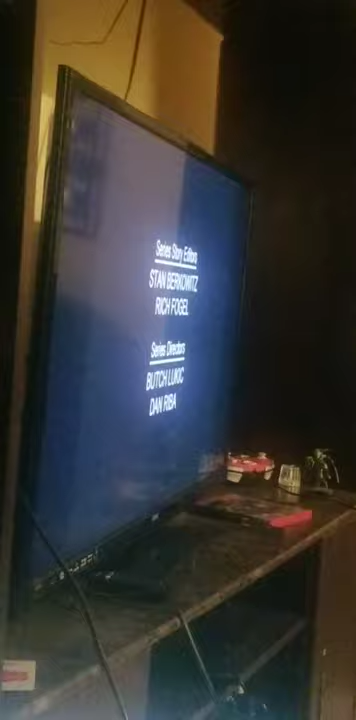 Series Story Editors
STAN BERKOWITZ
RICH FOGEL
Series Directors
BUTCH LUKIC
DAN RIBA